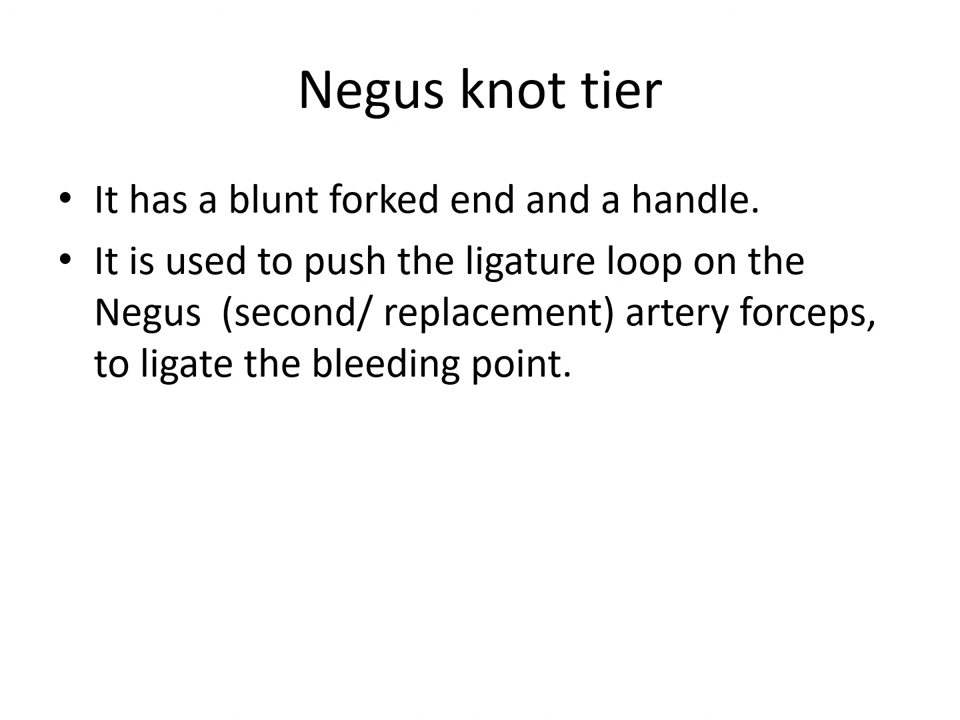 Negus knot tier
• It has a blunt forked end and a handle.
• It is used to push the ligature loop on the
Negus  (second/ replacement) artery forceps,
to ligate the bleeding point.